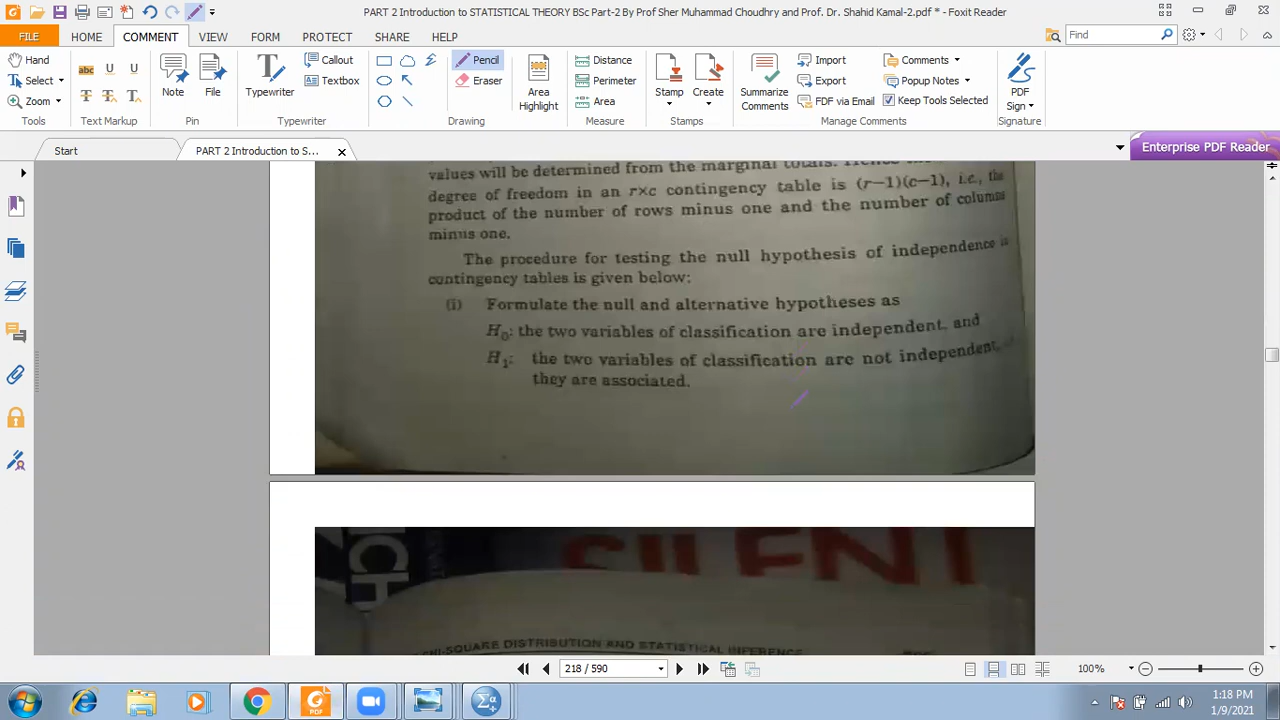 PART 2 Introduction to STATISTICAL THEORY BSc Part-2 By Prof Sher Muhammad Choudhry and Prof. Dr. Shahid Kamal-2.pdf * - Foxit Reader
FILE HOME COMMENT VIEW FORM PROTECT SHARE HELP
Find
Hand
Select
Zoom
Tools
Text Markup
Note
File
Pin
Typewriter
Callout
Textbox
Typewriter
Pencil
Eraser
Drawing
Area Highlight
Distance
Perimeter
Area
Measure
Stamp
Create
Stamps
Summarize Comments
Import
Export
FDF via Email
Comments
Popup Notes
Keep Tools Selected
Manage Comments
PDF Sign
Signature
Start
PART 2 Introduction to S...
Enterprise PDF Reader
values will be determined from the marginal totals. Hence
degree of freedom in an r×c contingency table is (r−1)(c−1), i.e., the
product of the number of rows minus one and the number of columns
minus one.
The procedure for testing the null hypothesis of independence is
contingency tables is given below:
(i) Formulate the null and alternative hypotheses as
H0: the two variables of classification are independent, and
H1: the two variables of classification are not independent,
they are associated.
SILENT
CHI-SQUARE DISTRIBUTION AND STATISTICAL INFERENCE
218 / 590
100%
1:18 PM
1/9/2021